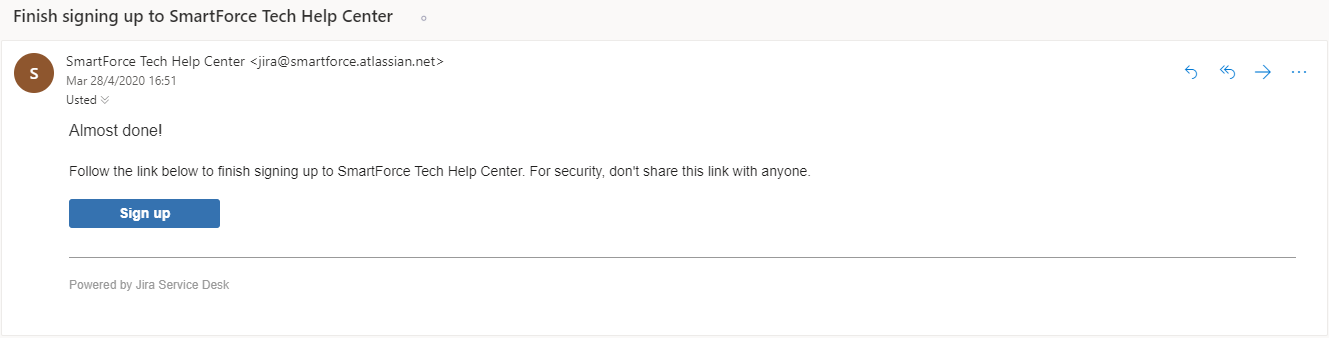 Finish signing up to SmartForce Tech Help Center
S
SmartForce Tech Help Center <jira@smartforce.atlassian.net>
Mar 28/4/2020 16:51
Usted
Almost done!
Follow the link below to finish signing up to SmartForce Tech Help Center. For security, don't share this link with anyone.
Sign up
Powered by Jira Service Desk